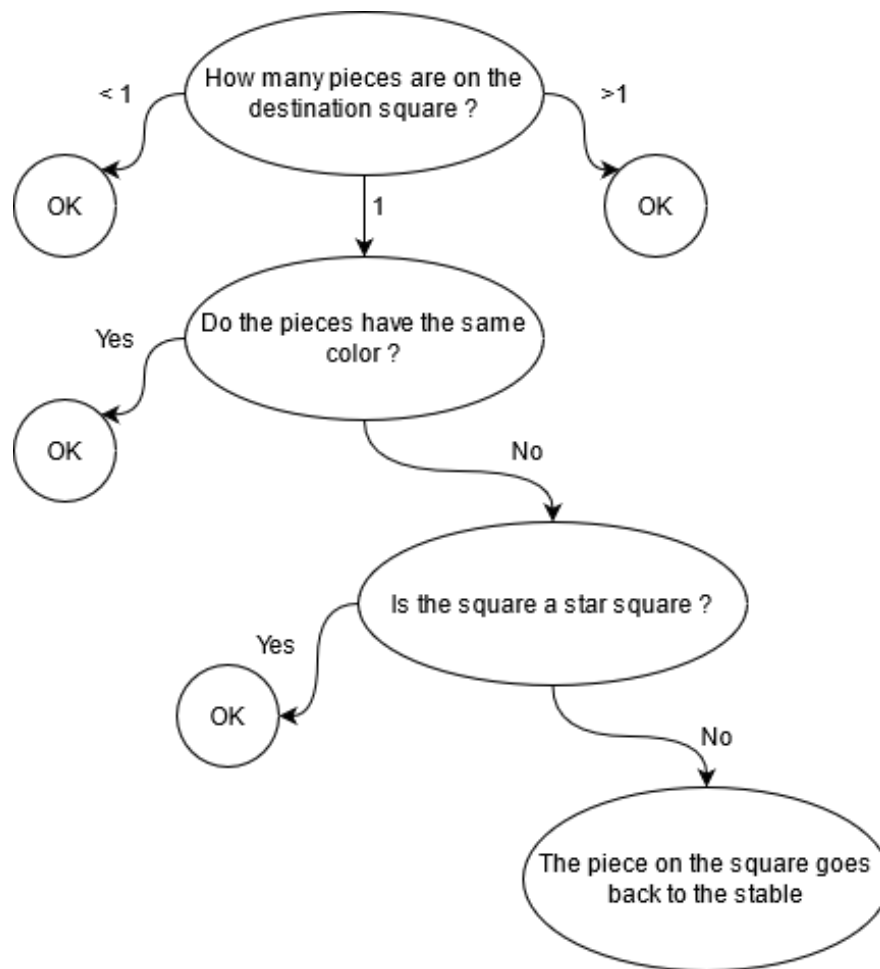 How many pieces are on the
destination square ?
< 1
>1
OK
1
OK
Do the pieces have the same
color ?
Yes
OK
No
Is the square a star square ?
Yes
OK
No
The piece on the square goes
back to the stable